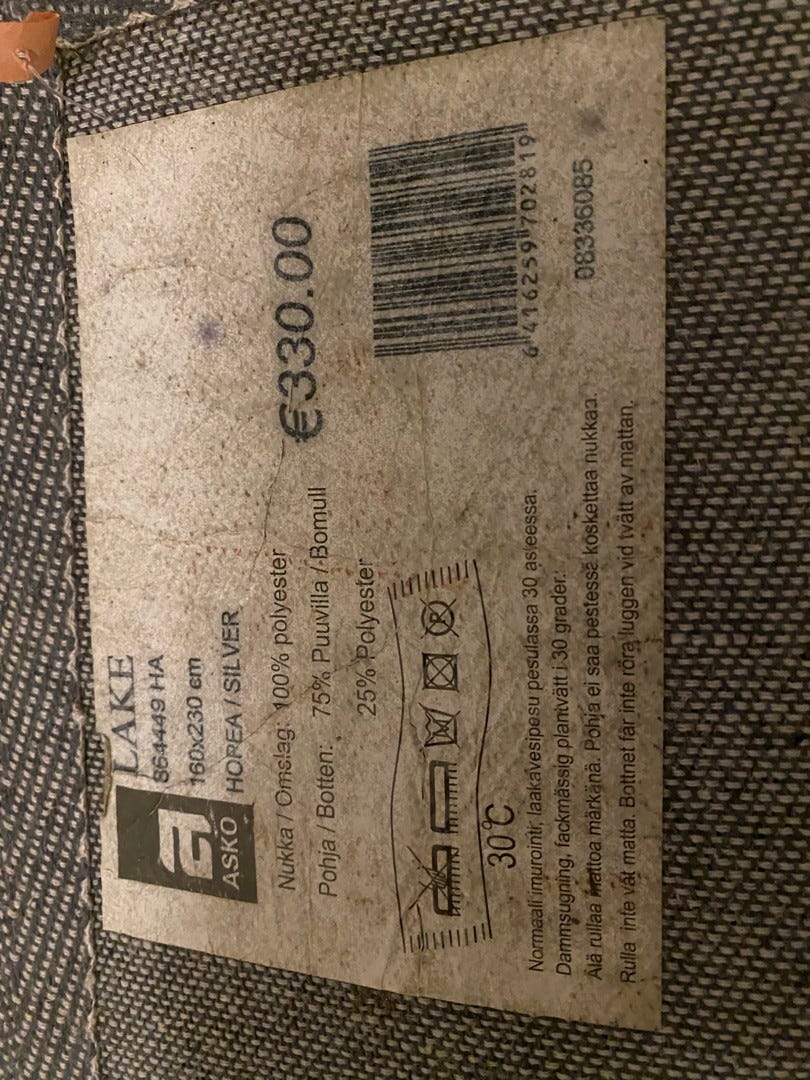 ASKO
LAKE
864449 HA
160x230 cm
HOPEA / SILVER
Nukka / Omslag: 100% polyester
Pohja / Botten: 75% Puuvilla / Bomull
25% Polyester
€330.00
30°C
P
6 416259 702819
08336085
Normaali imurointi, laakavesipesu pesulassa 30 asteessa.
Dammsugning, fackmässig plantvätt i 30 grader.
Älä rullaa mattoa märkänä. Pohja ei saa pestessä koskettaa nukkaa.
Rulla inte våt matta. Bottnet får inte röra luggen vid tvätt av mattan.